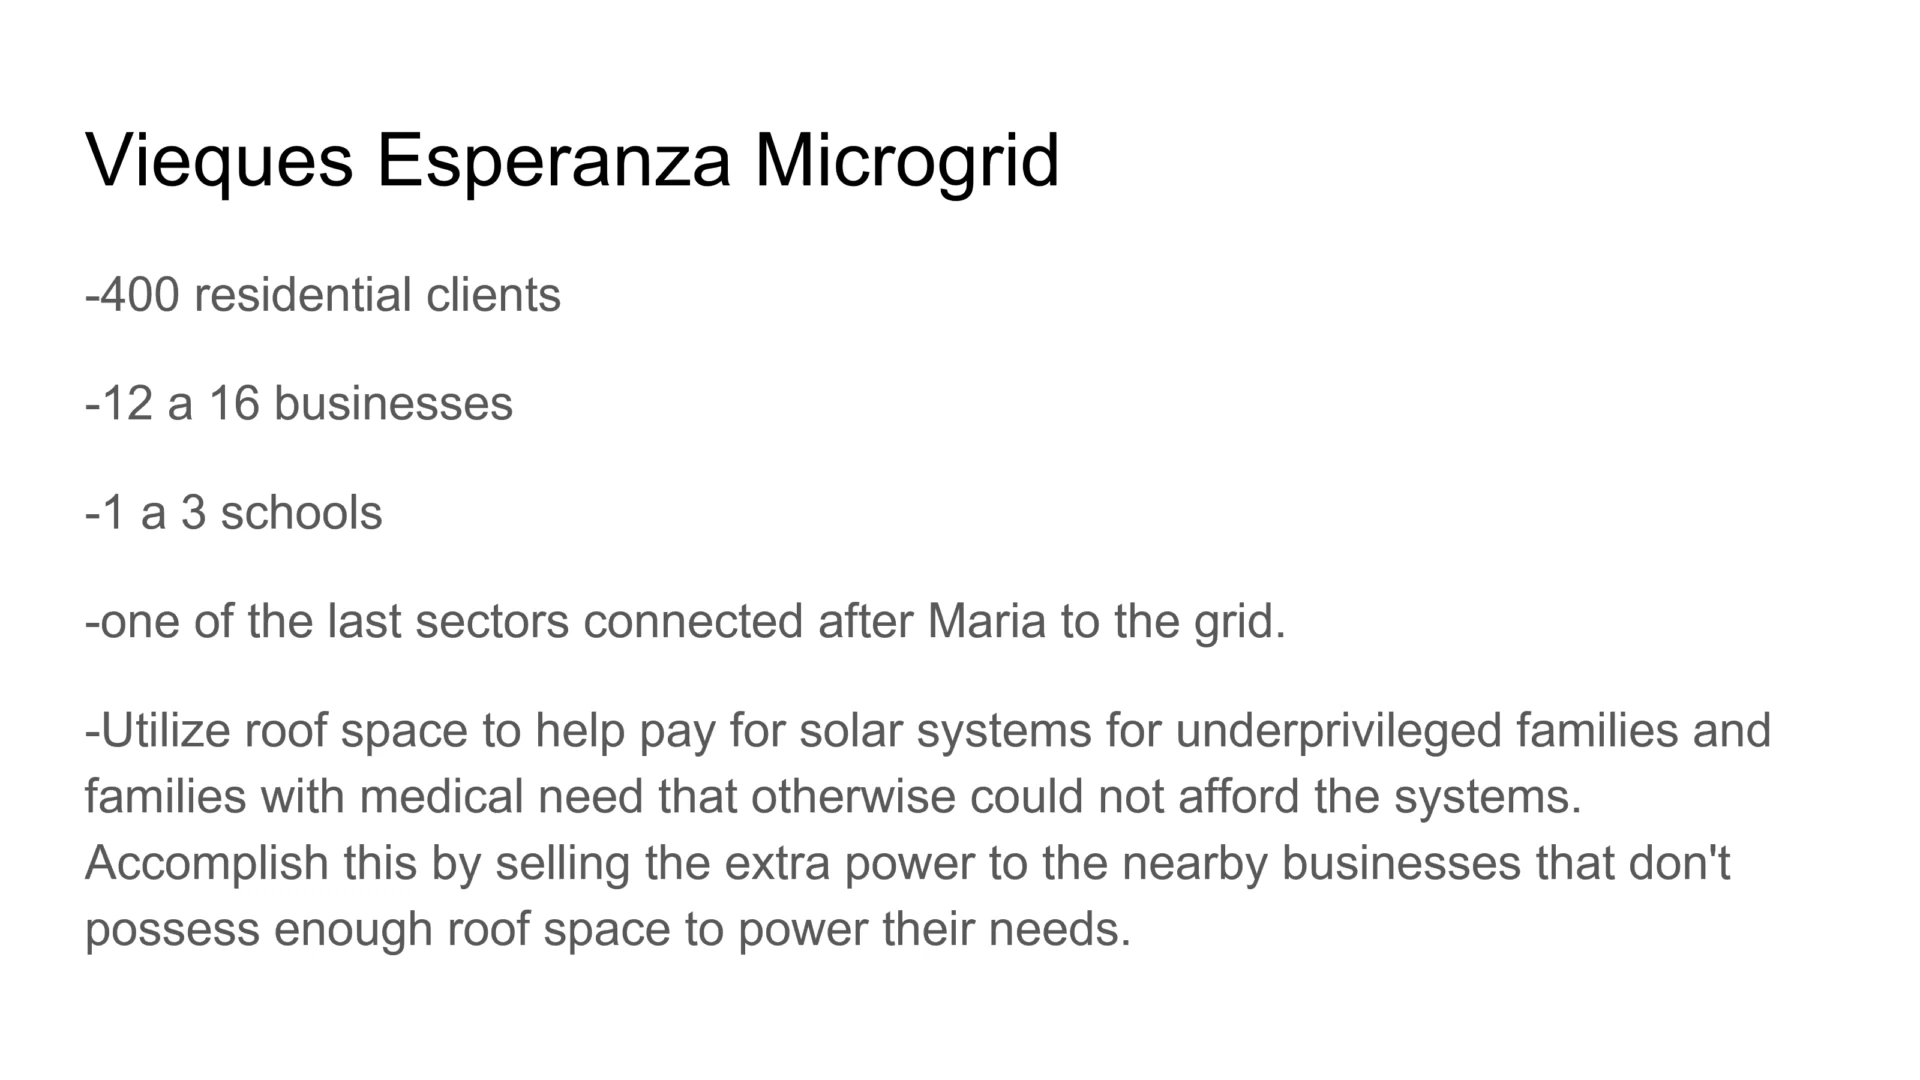 Vieques Esperanza Microgrid
-400 residential clients
-12 a 16 businesses
-1 a 3 schools
-one of the last sectors connected after Maria to the grid.
-Utilize roof space to help pay for solar systems for underprivileged families and
families with medical need that otherwise could not afford the systems.
Accomplish this by selling the extra power to the nearby businesses that don't
possess enough roof space to power their needs.